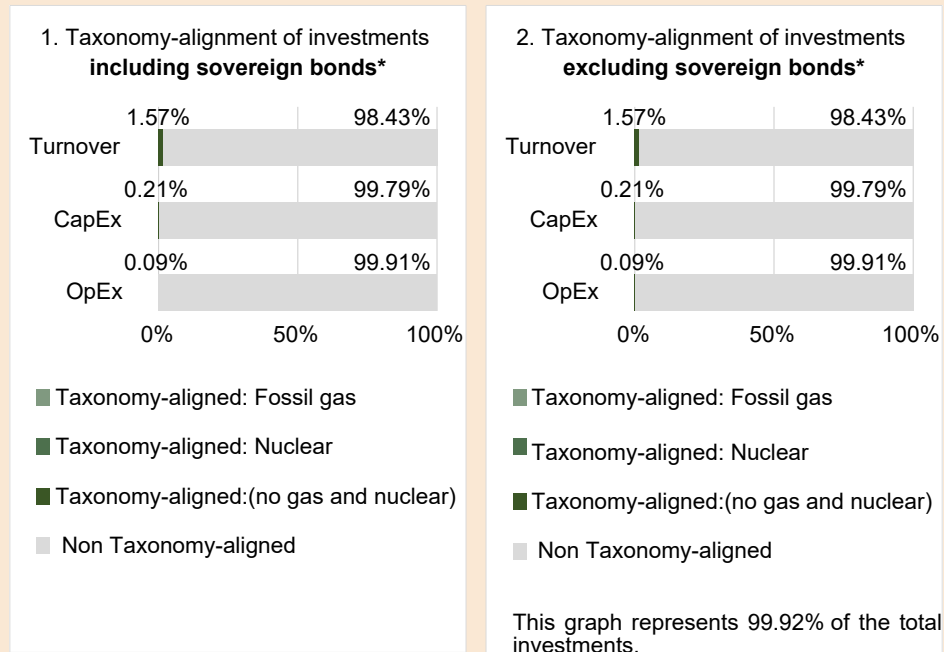 1. Taxonomy-alignment of investments
including sovereign bonds*
1.57% 98.43%
Turnover
0.21% 99.79%
CapEx
0.09% 99.91%
OpEx
0% 50% 100%
Taxonomy-aligned: Fossil gas
Taxonomy-aligned: Nuclear
Taxonomy-aligned:(no gas and nuclear)
Non Taxonomy-aligned
2. Taxonomy-alignment of investments
excluding sovereign bonds*
1.57% 98.43%
Turnover
0.21% 99.79%
CapEx
0.09% 99.91%
OpEx
0% 50% 100%
Taxonomy-aligned: Fossil gas
Taxonomy-aligned: Nuclear
Taxonomy-aligned:(no gas and nuclear)
Non Taxonomy-aligned
This graph represents 99.92% of the total
investments.